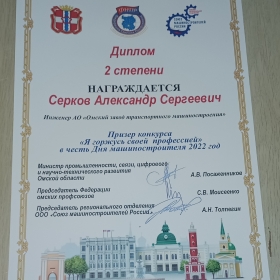 Диплом
2 степени
НАГРАЖДАЕТСЯ
Серков Александр Сергеевич
Инженер АО «Омский завод транспортного машиностроения»
Призер конкурса
«Я горжусь своей профессией»
в честь Дня машиностроителя 2022 год
Министр промышленности, связи, цифрового
и научно-технического развития
Омской области
А.В. Посаженников
Председатель Федерации
омских профсоюзов
С.В. Моисеенко
Председатель регионального отделения
ООО «Союз машиностроителей России»
А.Н.